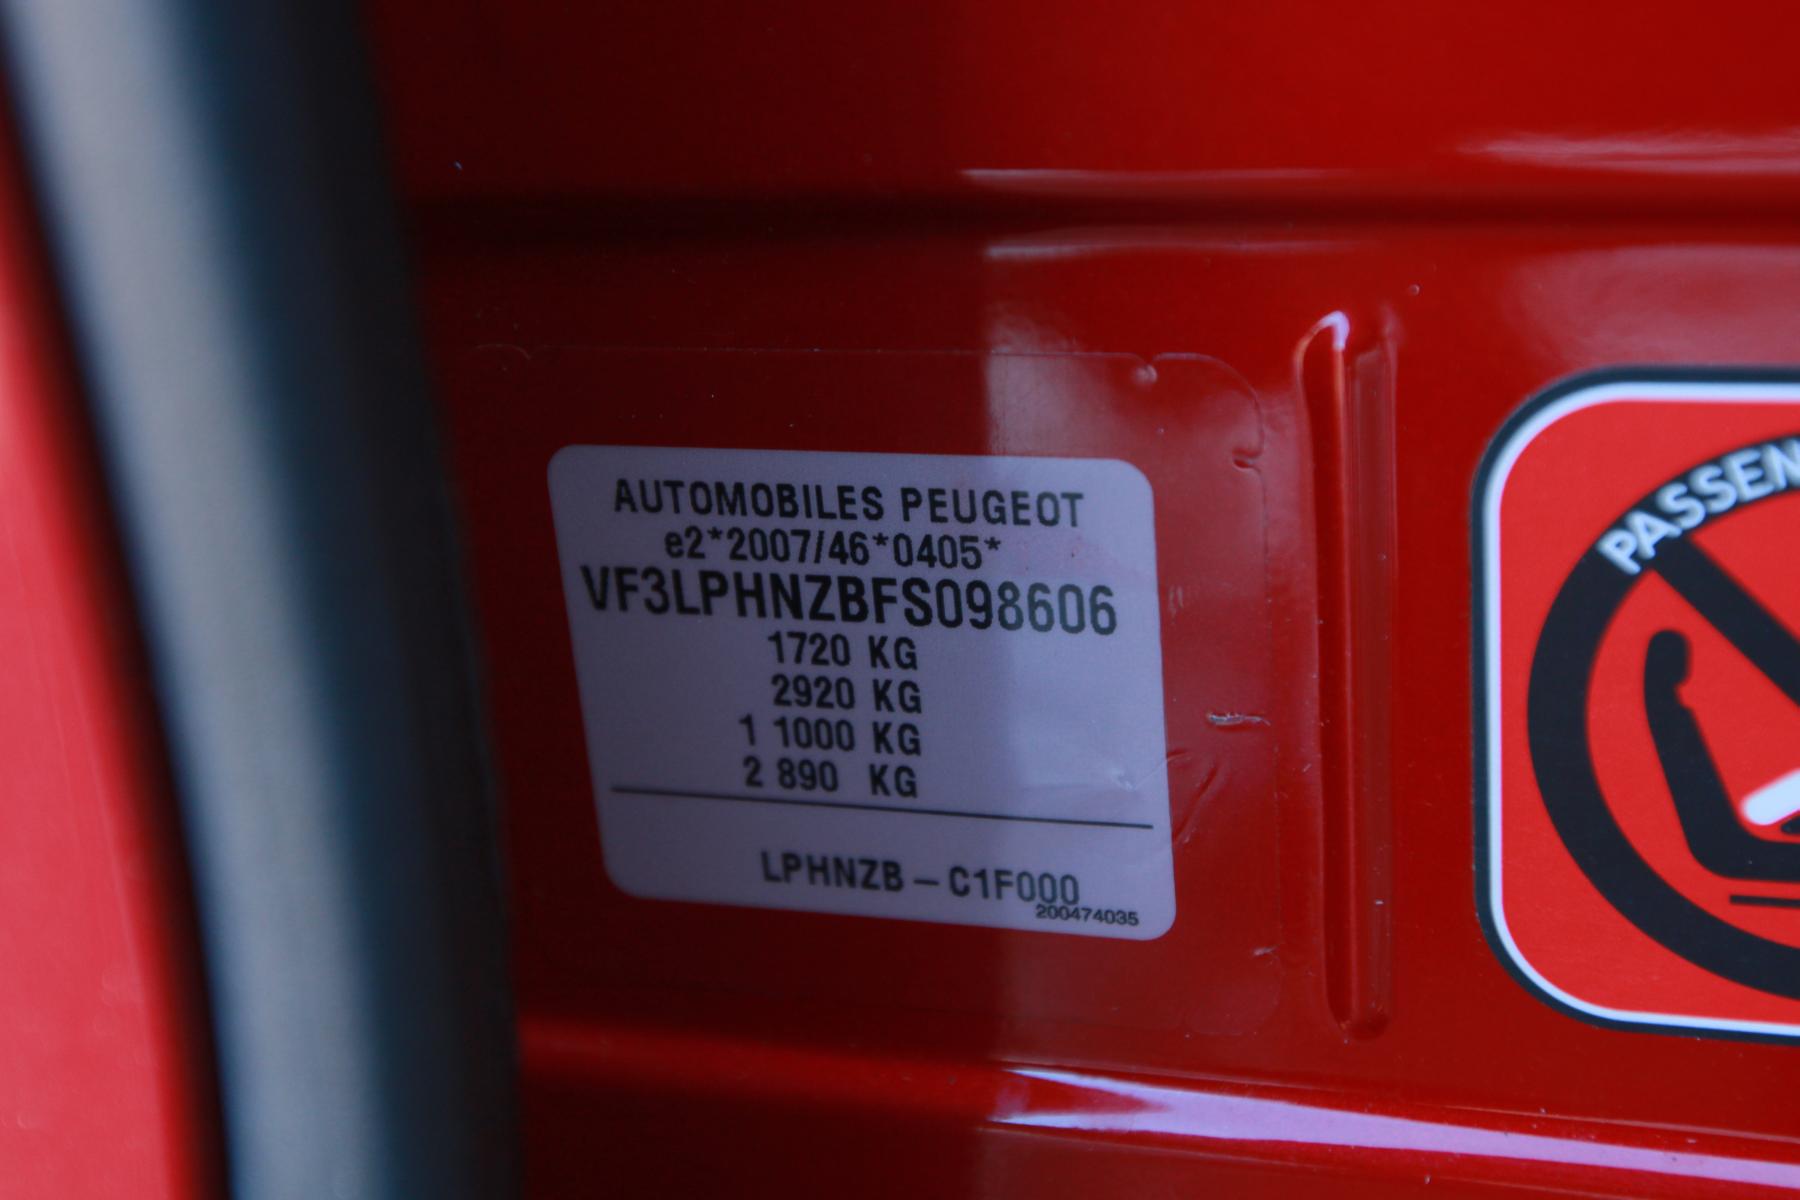 AUTOMOBILES PEUGEOT
e2*2007/46*0405*
VF3LPHNZBFS098606
1720 KG
2920 KG
1 1000 KG
2 890 KG
LPHNZB – C1F000
200474035
PASSEN